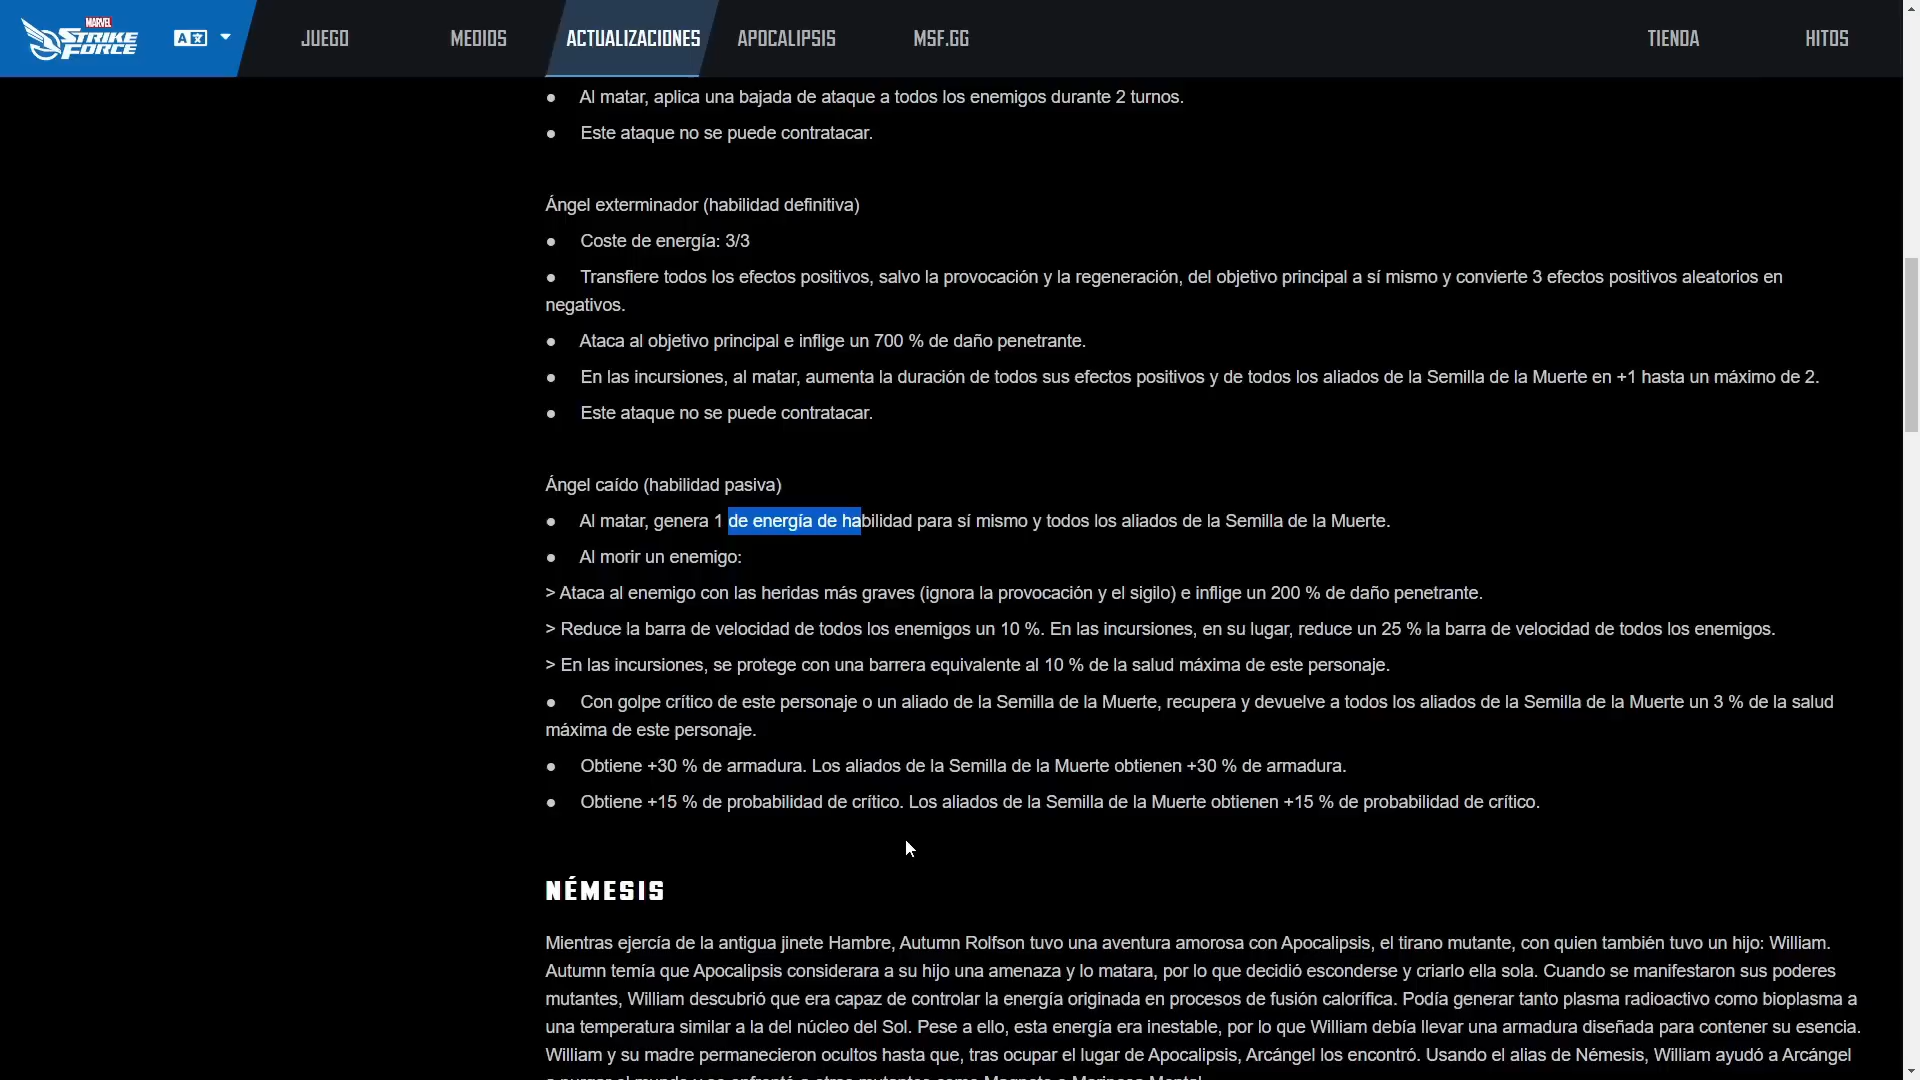 MARVEL
STRIKE
FORCE
JUEGO
MEDIOS
ACTUALIZACIONES
APOCALIPSIS
MSF.GG
TIENDA
HITOS
● Al matar, aplica una bajada de ataque a todos los enemigos durante 2 turnos.
● Este ataque no se puede contratacar.
Ángel exterminador (habilidad definitiva)
● Coste de energía: 3/3
● Transfiere todos los efectos positivos, salvo la provocación y la regeneración, del objetivo principal a sí mismo y convierte 3 efectos positivos aleatorios en
negativos.
● Ataca al objetivo principal e inflige un 700 % de daño penetrante.
● En las incursiones, al matar, aumenta la duración de todos sus efectos positivos y de todos los aliados de la Semilla de la Muerte en +1 hasta un máximo de 2.
● Este ataque no se puede contratacar.
Ángel caído (habilidad pasiva)
● Al matar, genera 1 de energía de habilidad para sí mismo y todos los aliados de la Semilla de la Muerte.
● Al morir un enemigo:
> Ataca al enemigo con las heridas más graves (ignora la provocación y el sigilo) e inflige un 200 % de daño penetrante.
> Reduce la barra de velocidad de todos los enemigos un 10 %. En las incursiones, en su lugar, reduce un 25 % la barra de velocidad de todos los enemigos.
> En las incursiones, se protege con una barrera equivalente al 10 % de la salud máxima de este personaje.
● Con golpe crítico de este personaje o un aliado de la Semilla de la Muerte, recupera y devuelve a todos los aliados de la Semilla de la Muerte un 3 % de la salud
máxima de este personaje.
● Obtiene +30 % de armadura. Los aliados de la Semilla de la Muerte obtienen +30 % de armadura.
● Obtiene +15 % de probabilidad de crítico. Los aliados de la Semilla de la Muerte obtienen +15 % de probabilidad de crítico.
NÉMESIS
Mientras ejercía de la antigua jinete Hambre, Autumn Rolfson tuvo una aventura amorosa con Apocalipsis, el tirano mutante, con quien también tuvo un hijo: William.
Autumn temía que Apocalipsis considerara a su hijo una amenaza y lo matara, por lo que decidió esconderse y criarlo ella sola. Cuando se manifestaron sus poderes
mutantes, William descubrió que era capaz de controlar la energía originada en procesos de fusión calorífica. Podía generar tanto plasma radioactivo como bioplasma a
una temperatura similar a la del núcleo del Sol. Pese a ello, esta energía era inestable, por lo que William debía llevar una armadura diseñada para contener su esencia.
William y su madre permanecieron ocultos hasta que, tras ocupar el lugar de Apocalipsis, Arcángel los encontró. Usando el alias de Némesis, William ayudó a Arcángel